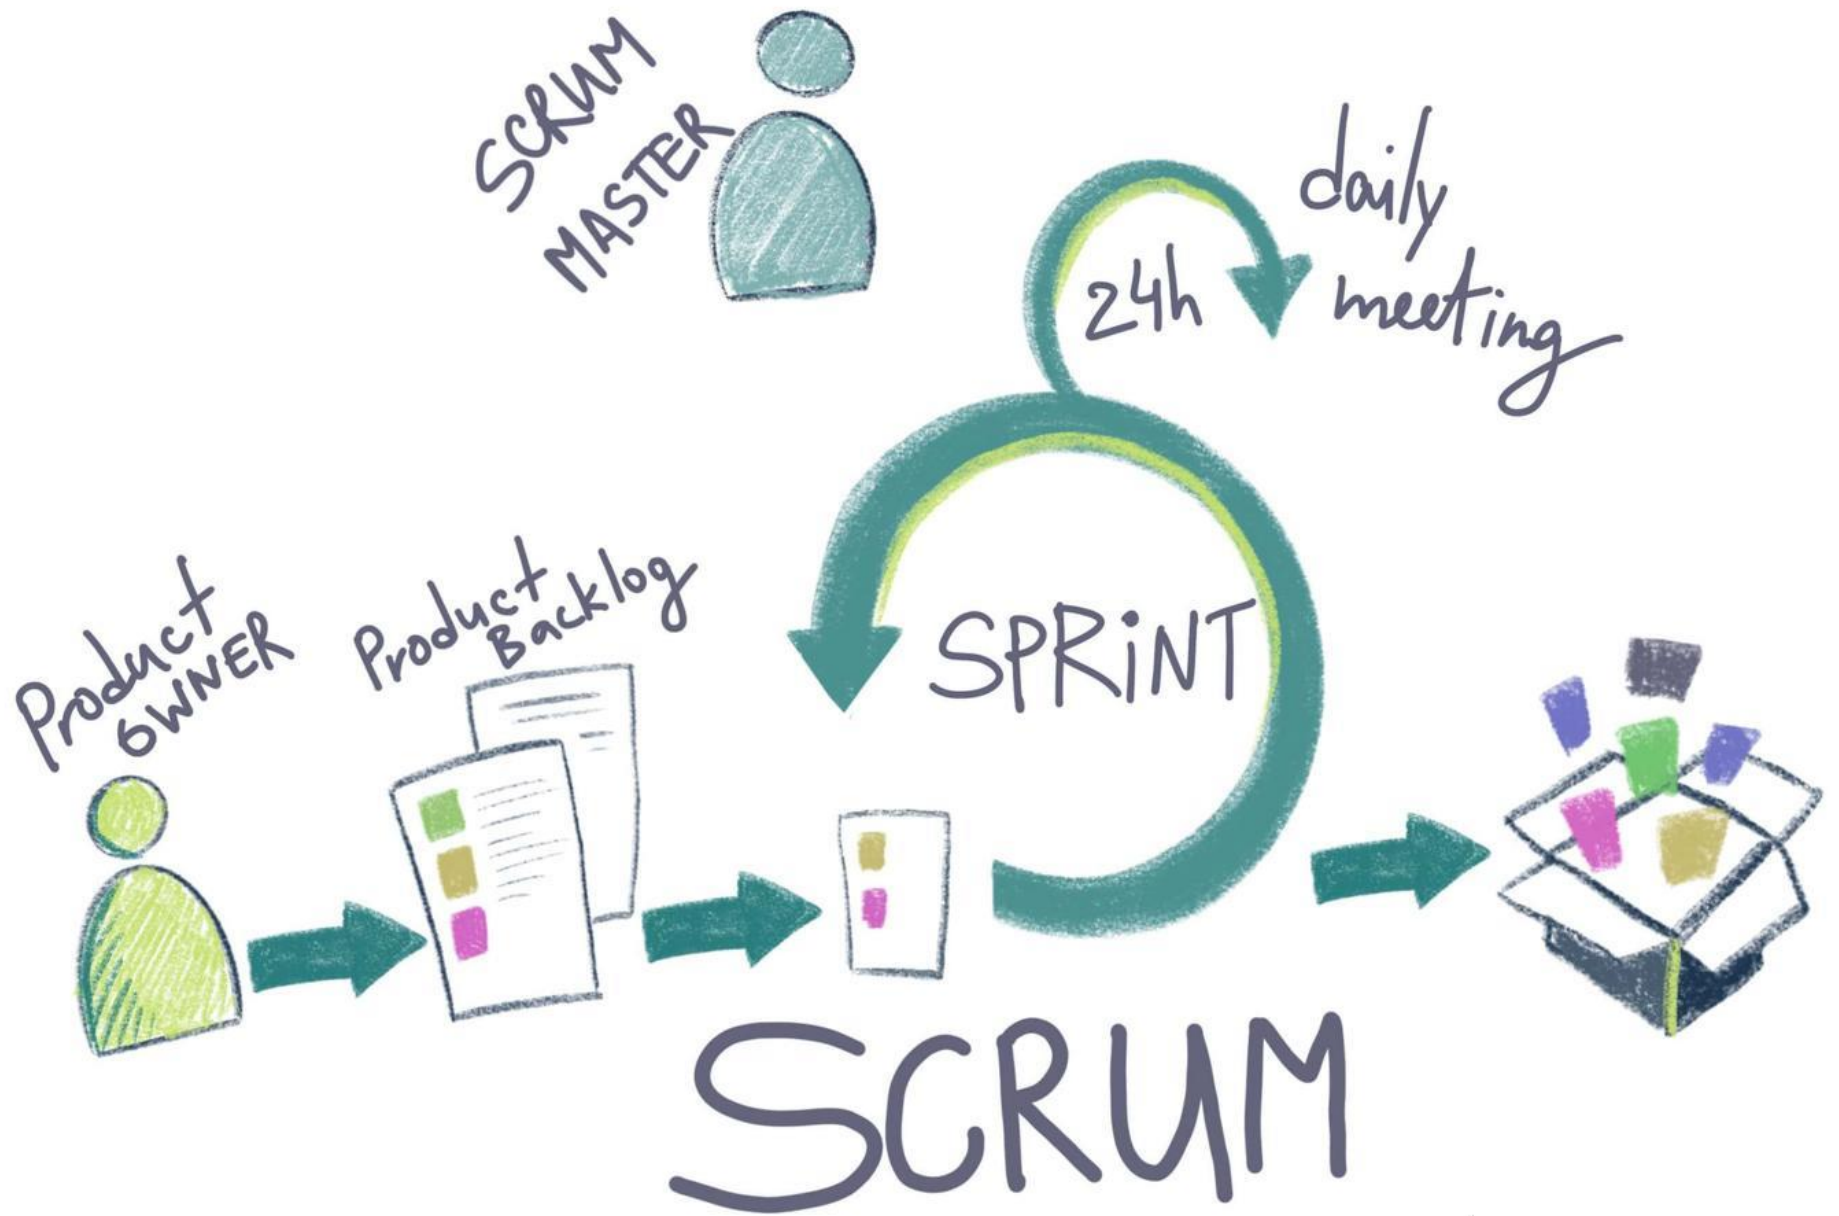 SCRUM
MASTER
daily
meeting
24h
SPRiNT
Product
OWNER
Product
Backlog
SCRUM